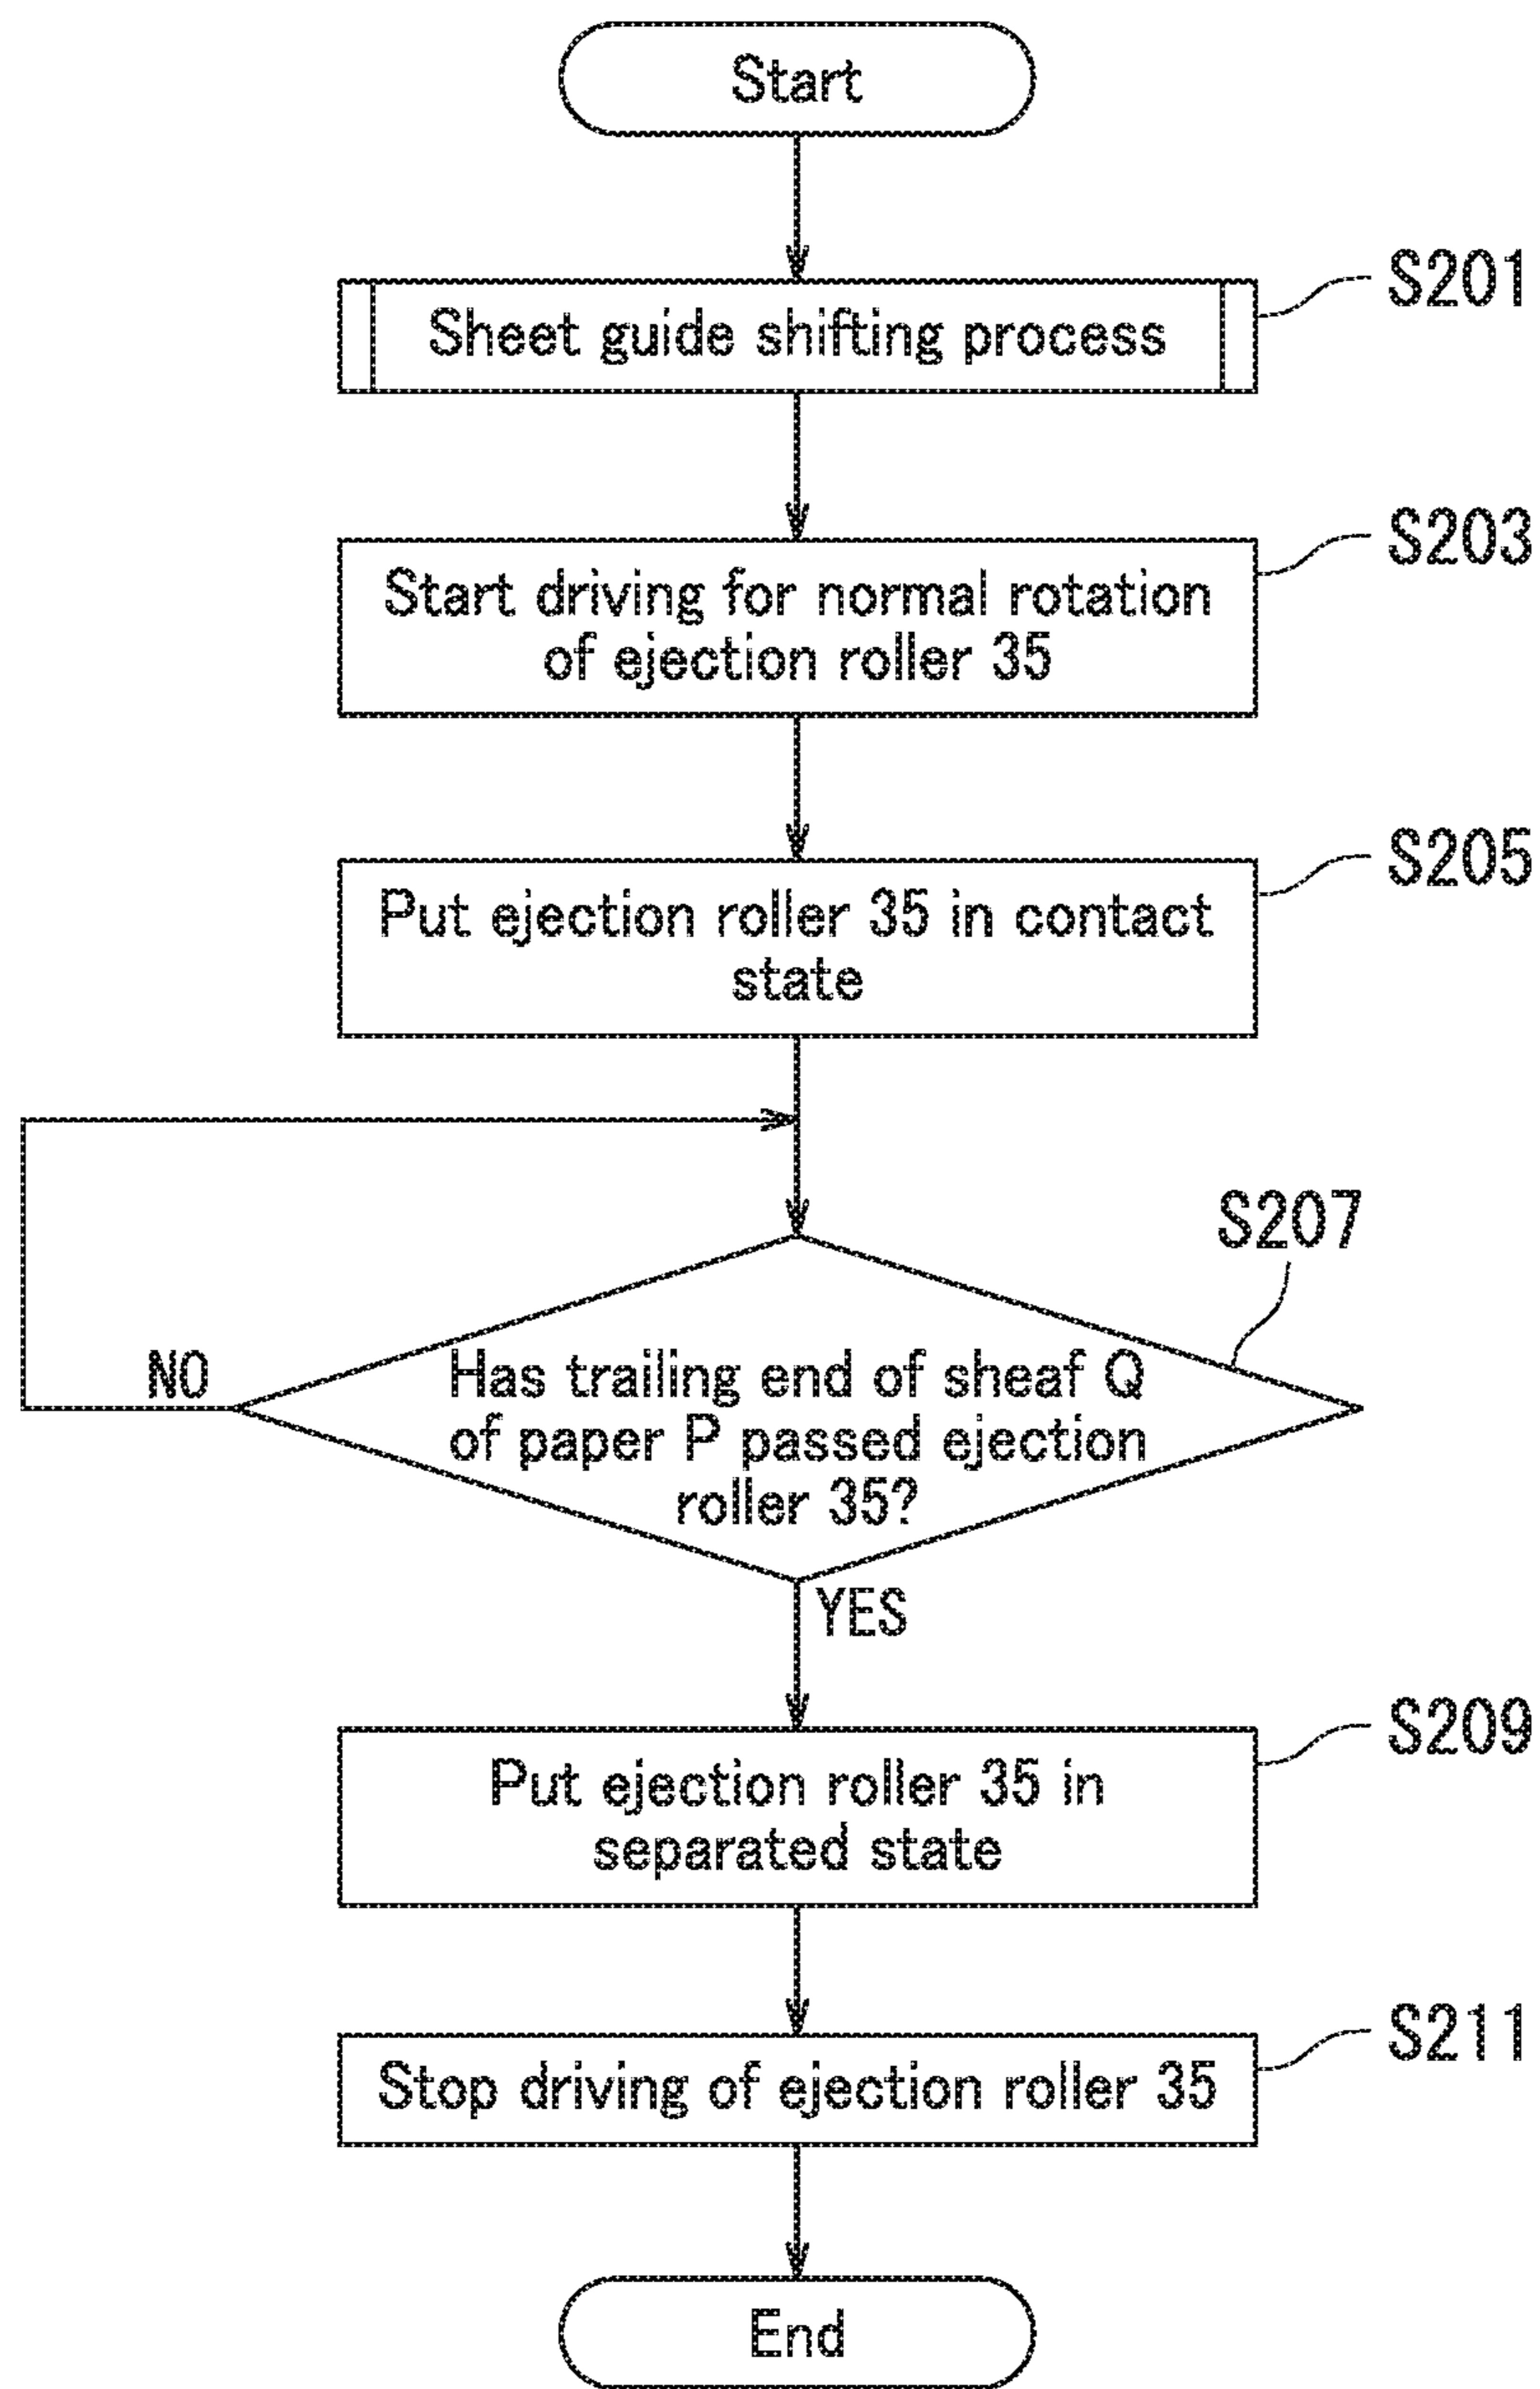 Start
S201
Sheet guide shifting process
S203
Start driving for normal rotation
of ejection roller 35
S205
Put ejection roller 35 in contact
state
S207
NO
Has trailing end of sheaf Q
of paper P passed ejection
roller 35?
YES
S209
Put ejection roller 35 in
separated state
S211
Stop driving of ejection roller 35
End